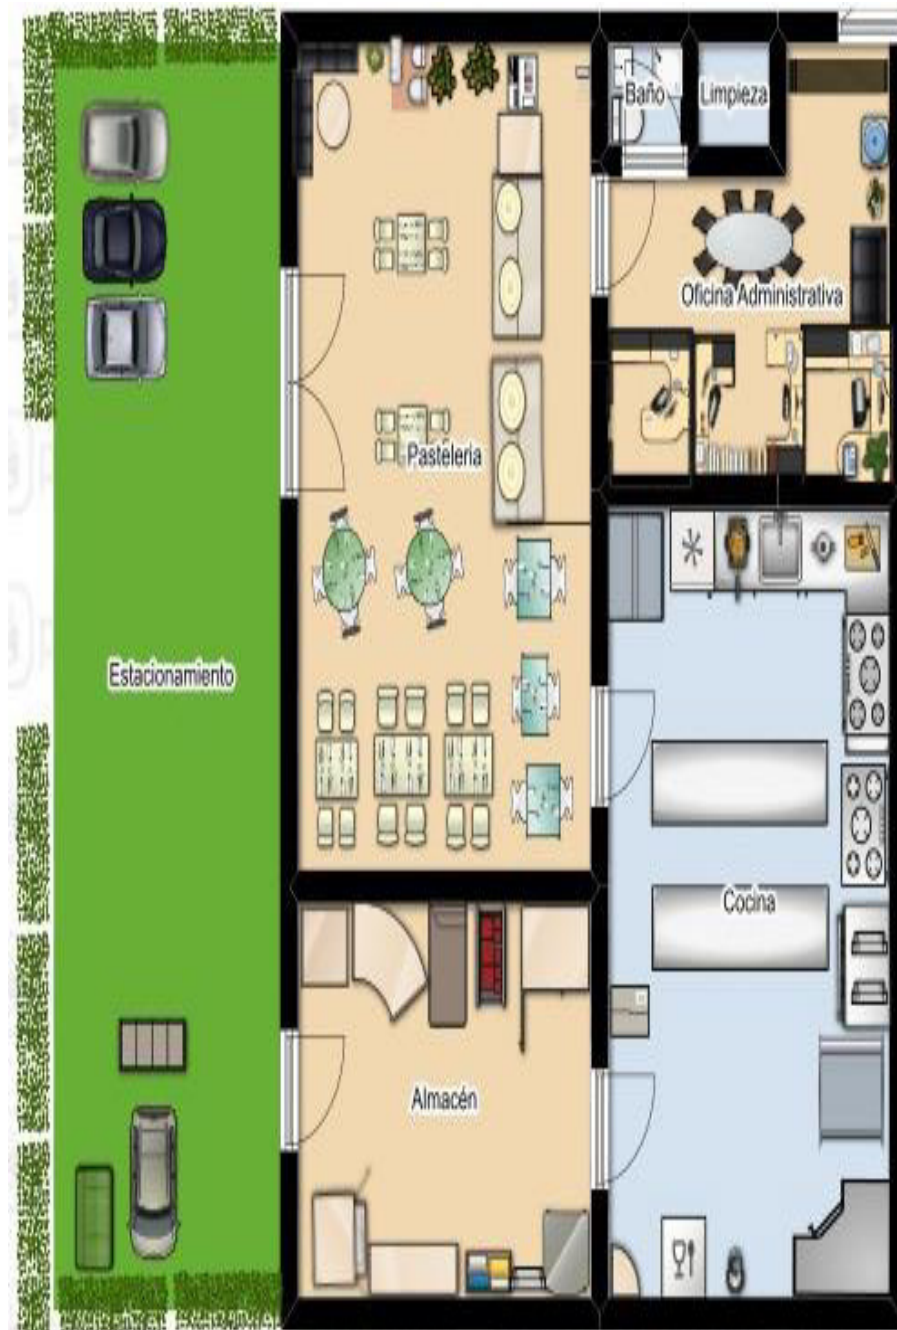 Baño
Limpieza
Oficina Administrativa
Pastelería
Estacionamiento
Cocina
Almacén